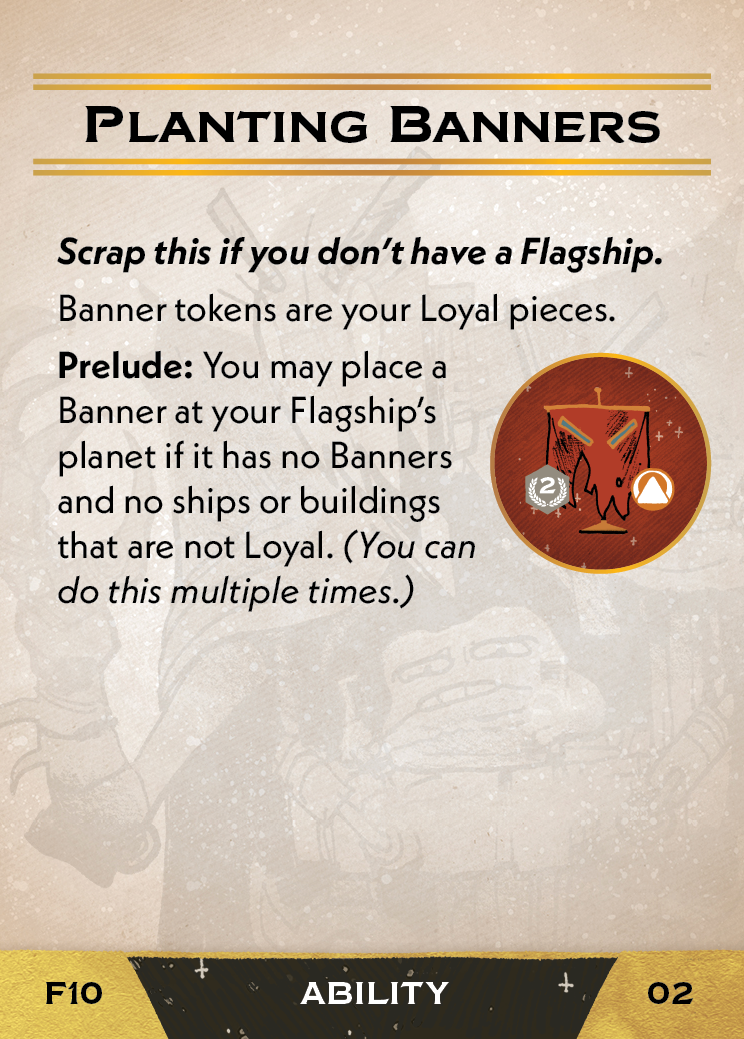 PLANTING BANNERS
Scrap this if you don't have a Flagship.
Banner tokens are your Loyal pieces.
Prelude: You may place a
Banner at your Flagship's
planet if it has no Banners
and no ships or buildings
that are not Loyal. (You can
do this multiple times.)
2
F10
ABILITY
02